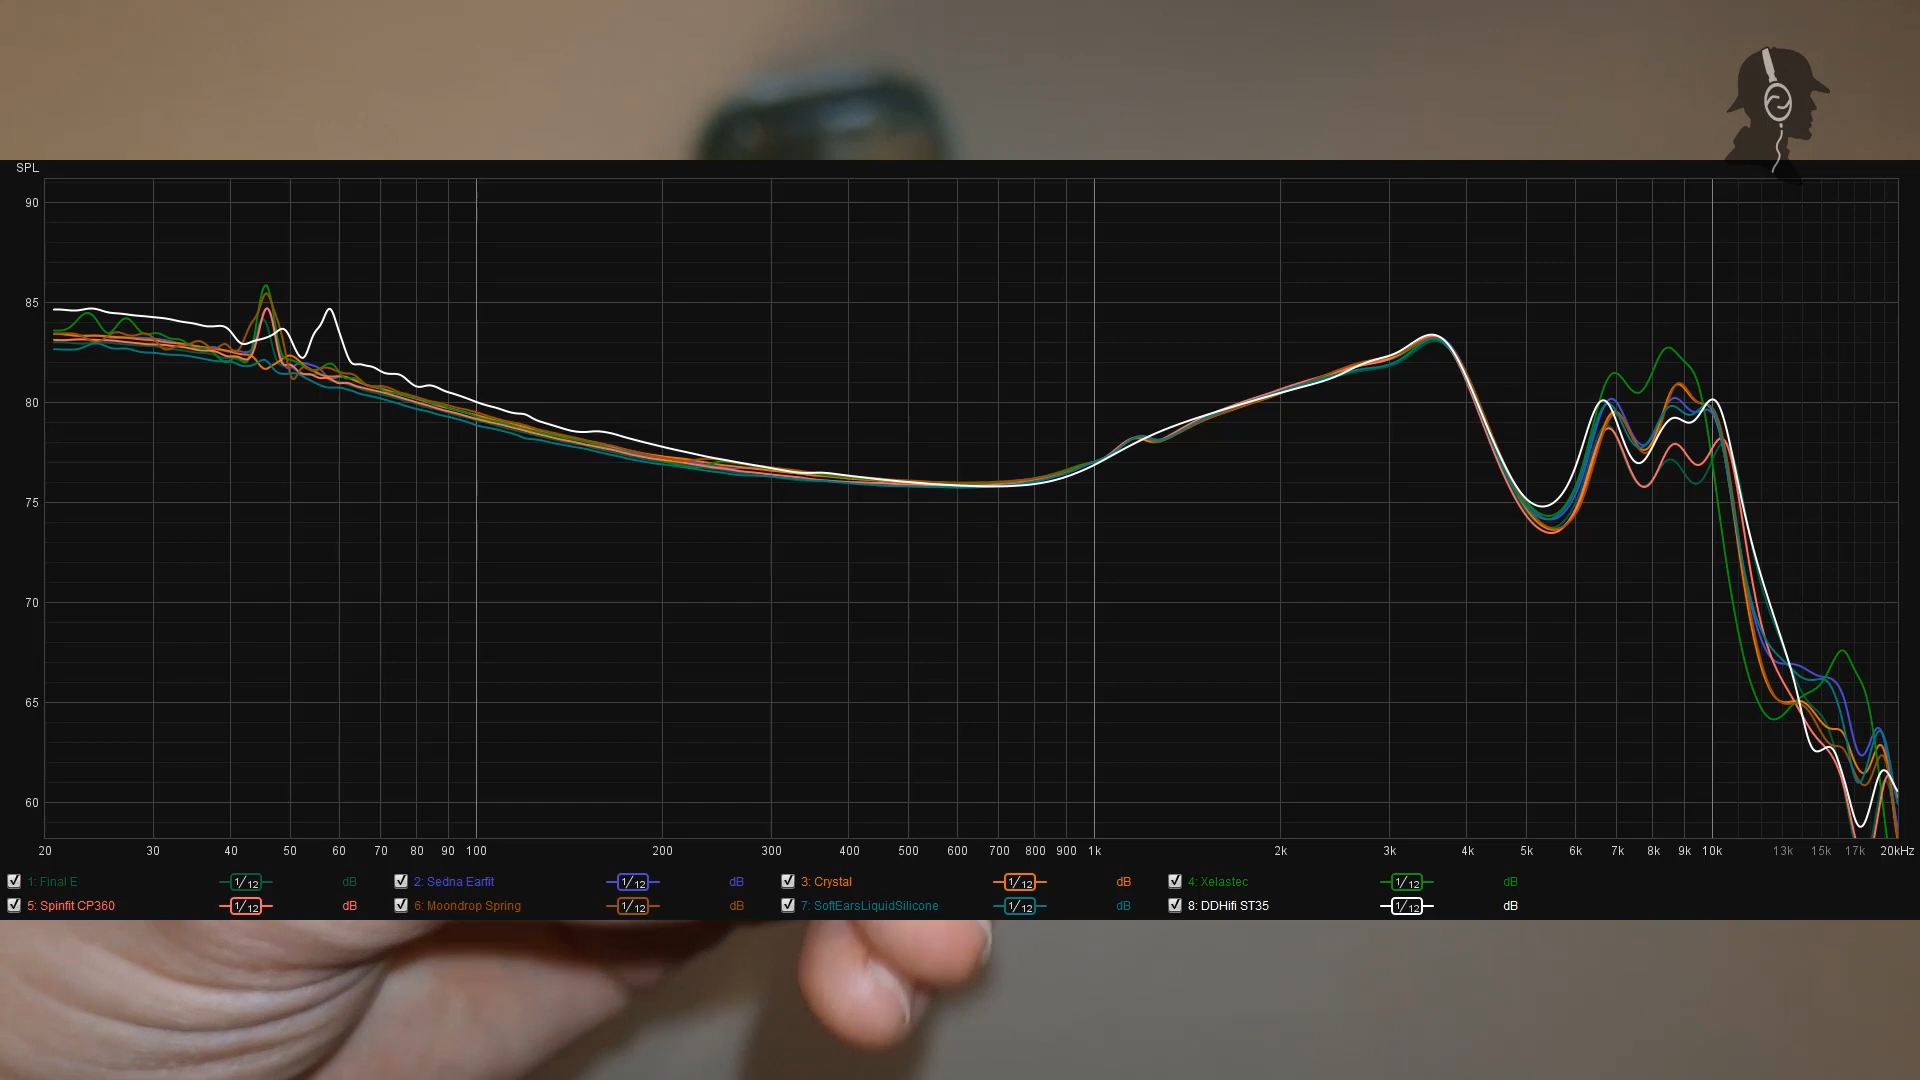 SPL
90
85
80
75
70
65
60
20 30 40 50 60 70 80 90 100 200 300 400 500 600 700 800 900 1k 2k 3k 4k 5k 6k 7k 8k 9k 10k 13k 15k 17k 20kHz
1: Final E 1/12 dB 2: Sedna Earfit 1/12 dB 3: Crystal 1/12 dB 4: Xelastec 1/12 dB
5: Spinfit CP360 1/12 dB 6: Moondrop Spring 1/12 dB 7: SoftEarsLiquidSilicone 1/12 dB 8: DDHifi ST35 1/12 dB